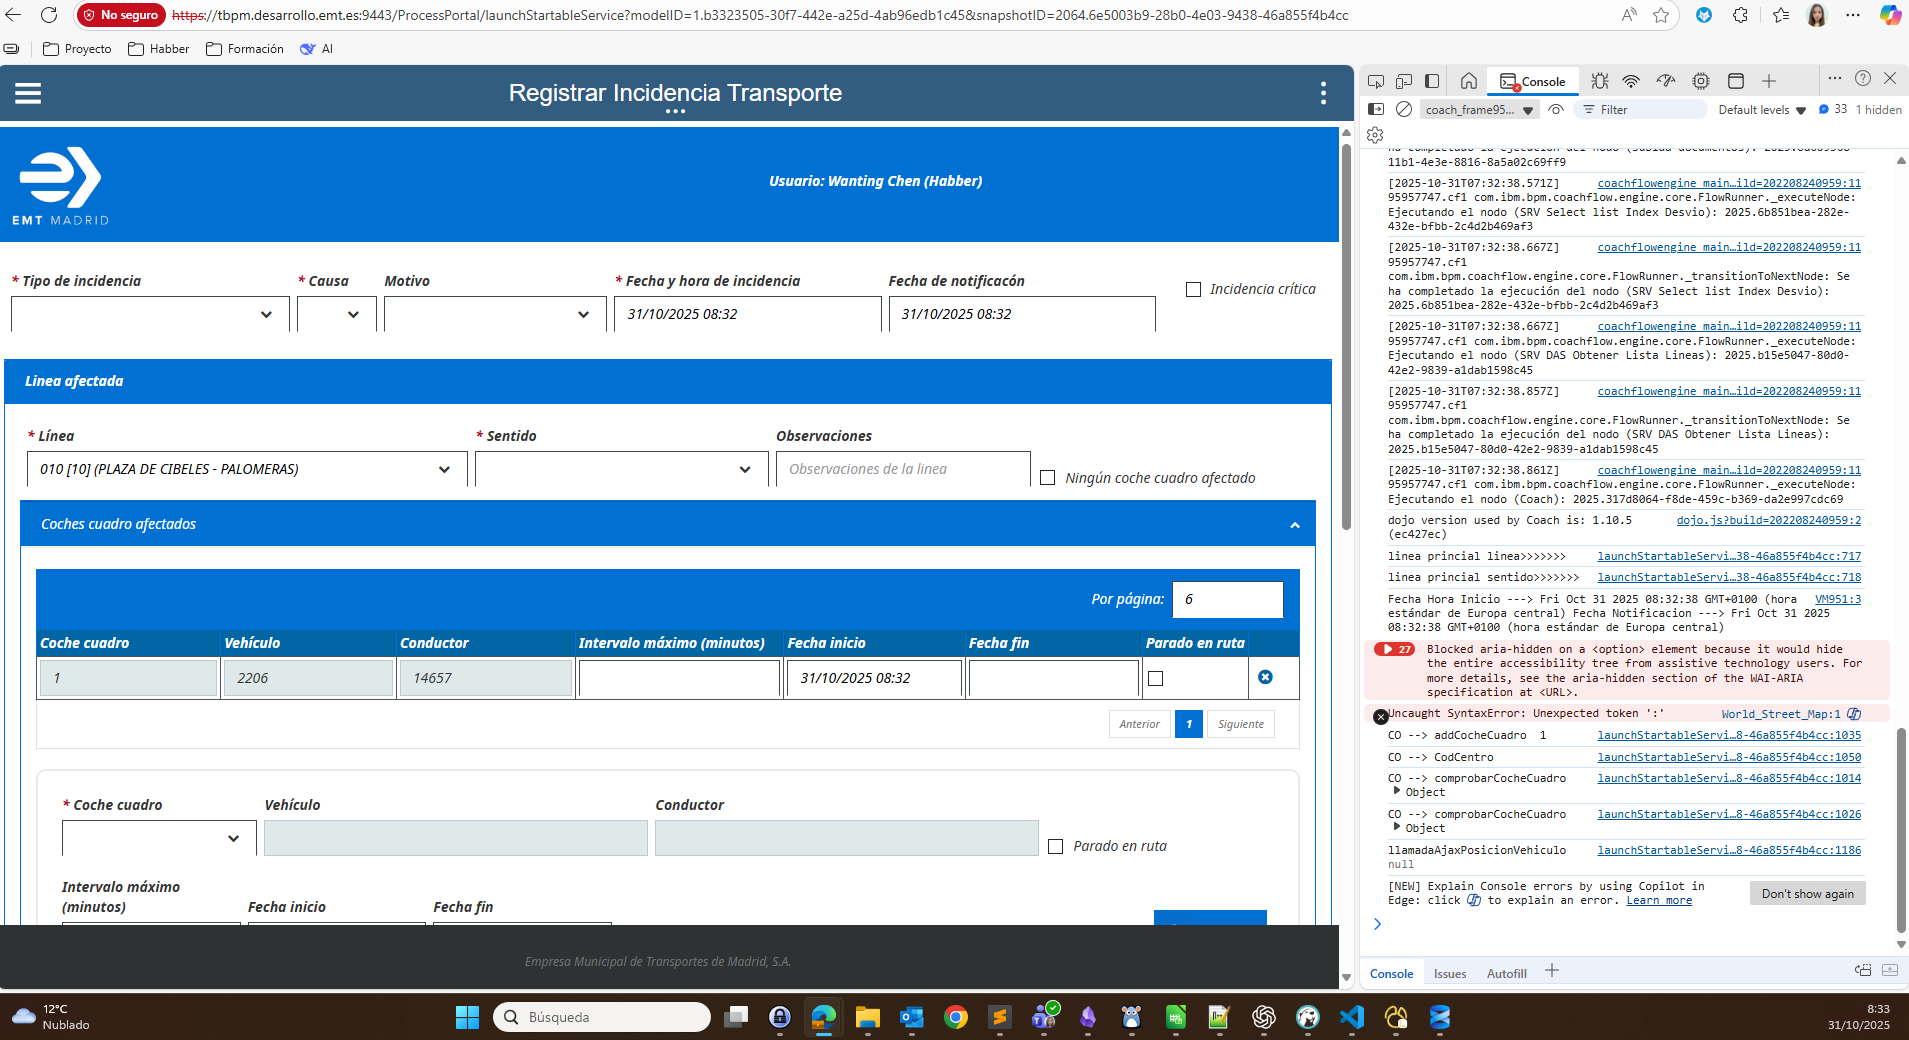 No seguro
https://tbpm.desarrollo.emt.es:9443/ProcessPortal/launchStartableService?modelID=1.b3323505-30f7-442e-a25d-4ab96edb1c45&snapshotID=2064.6e5003b9-28b0-4e03-9438-46a855f4b4cc
Proyecto
Habber
Formación
AI
Registrar Incidencia Transporte
EMT MADRID
Usuario: Wanting Chen (Habber)
* Tipo de incidencia
* Causa
Motivo
* Fecha y hora de incidencia
Fecha de notificacón
Incidencia crítica
31/10/2025 08:32
31/10/2025 08:32
Linea afectada
* Línea
* Sentido
Observaciones
010 [10] (PLAZA DE CIBELES - PALOMERAS)
Observaciones de la linea
Ningún coche cuadro afectado
Coches cuadro afectados
Por página:
6
Coche cuadro
Vehículo
Conductor
Intervalo máximo (minutos)
Fecha inicio
Fecha fin
Parado en ruta
1
2206
14657
31/10/2025 08:32
Anterior
1
Siguiente
* Coche cuadro
Vehículo
Conductor
Parado en ruta
Intervalo máximo
(minutos)
Fecha inicio
Fecha fin
Empresa Municipal de Transportes de Madrid, S.A.
Console
coach_frame95...
Filter
Default levels
33
1 hidden
11b1-4e3e-8816-8a5a02c69ff9
[2025-10-31T07:32:38.571Z] coachflowengine_main…ild=202208240959:11
95957747.cf1 com.ibm.bpm.coachflow.engine.core.FlowRunner._executeNode:
Ejecutando el nodo (SRV Select list Index Desvio): 2025.6b851bea-282e-
432e-bfbb-2c4d2b469af3
[2025-10-31T07:32:38.667Z] coachflowengine_main…ild=202208240959:11
95957747.cf1
com.ibm.bpm.coachflow.engine.core.FlowRunner._transitionToNextNode: Se
ha completado la ejecución del nodo (SRV Select list Index Desvio):
2025.6b851bea-282e-432e-bfbb-2c4d2b469af3
[2025-10-31T07:32:38.667Z] coachflowengine_main…ild=202208240959:11
95957747.cf1 com.ibm.bpm.coachflow.engine.core.FlowRunner._executeNode:
Ejecutando el nodo (SRV DAS Obtener Lista Lineas): 2025.b15e5047-80d0-
42e2-9839-a1dab1598c45
[2025-10-31T07:32:38.857Z] coachflowengine_main…ild=202208240959:11
95957747.cf1
com.ibm.bpm.coachflow.engine.core.FlowRunner._transitionToNextNode: Se
ha completado la ejecución del nodo (SRV DAS Obtener Lista Lineas):
2025.b15e5047-80d0-42e2-9839-a1dab1598c45
[2025-10-31T07:32:38.861Z] coachflowengine_main…ild=202208240959:11
95957747.cf1 com.ibm.bpm.coachflow.engine.core.FlowRunner._executeNode:
Ejecutando el nodo (Coach): 2025.317d8064-f8de-459c-b369-da2e997cdc69
dojo version used by Coach is: 1.10.5 dojo.js?build=202208240959:2
(ec427ec)
linea princial linea>>>>>>> launchStartableServi…38-46a855f4b4cc:717
linea princial sentido>>>>>>> launchStartableServi…38-46a855f4b4cc:718
Fecha Hora Inicio ---> Fri Oct 31 2025 08:32:38 GMT+0100 (hora VM951:3
estándar de Europa central) Fecha Notificacion ---> Fri Oct 31 2025
08:32:38 GMT+0100 (hora estándar de Europa central)
27
Blocked aria-hidden on a <option> element because it would hide
the entire accessibility tree from assistive technology users. For
more details, see the aria-hidden section of the WAI-ARIA
specification at <URL>.
Uncaught SyntaxError: Unexpected token ':' World_Street_Map:1
CO --> addCocheCuadro 1 launchStartableServi…8-46a855f4b4cc:1035
CO --> CodCentro launchStartableServi…8-46a855f4b4cc:1050
CO --> comprobarCocheCuadro launchStartableServi…8-46a855f4b4cc:1014
Object
CO --> comprobarCocheCuadro launchStartableServi…8-46a855f4b4cc:1026
Object
llamadaAjaxPosicionVehiculo launchStartableServi…8-46a855f4b4cc:1186
null
[NEW] Explain Console errors by using Copilot in
Edge: click to explain an error. Learn more
Don't show again
Console
Issues
Autofill
12°C
Nublado
Búsqueda
8:33
31/10/2025